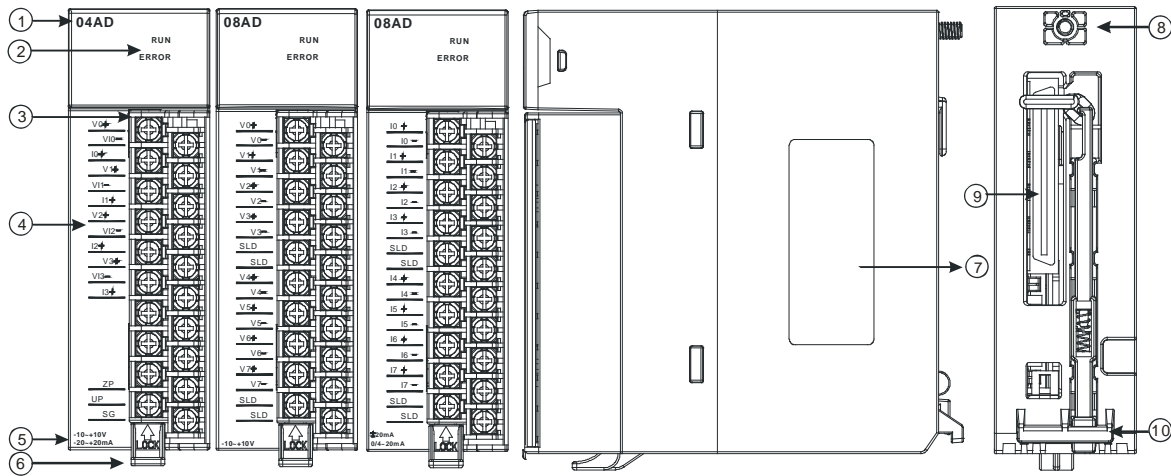 ① 04AD 08AD 08AD ⑧
② RUN RUN RUN
ERROR ERROR ERROR
③
V0+ V0+ I0+
VI0- V0- I0-
I0+ V1+ I1+
V1+ V1- I1-
⑨
VI1- V2+ I2+
I1+ V2- I2-
④ V2+ V3+ I3+
VI2- V3- I3-
I2+ SLD SLD
V3+ SLD SLD
⑦
VI3- V4+ I4+
I3+ V4- I4-
V5+ I5+
V5- I5-
V6+ I6+
V6- I6-
V7+ I7+
ZP V7- I7-
UP SLD SLD
SG SLD SLD
⑤ -10~+10V -10~+10V ±20mA
-20~+20mA 0/4~20mA
LOCK LOCK LOCK
⑩
⑥